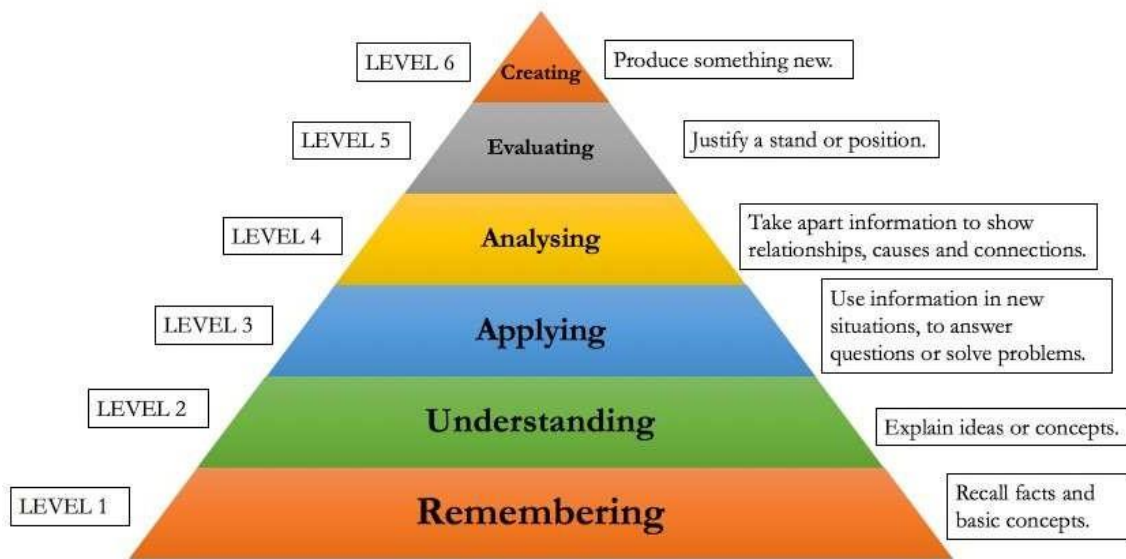 LEVEL 6
Creating
Produce something new.
LEVEL 5
Evaluating
Justify a stand or position.
LEVEL 4
Analysing
Take apart information to show
relationships, causes and connections.
LEVEL 3
Applying
Use information in new
situations, to answer
questions or solve problems.
LEVEL 2
Understanding
Explain ideas or concepts.
LEVEL 1
Remembering
Recall facts and
basic concepts.